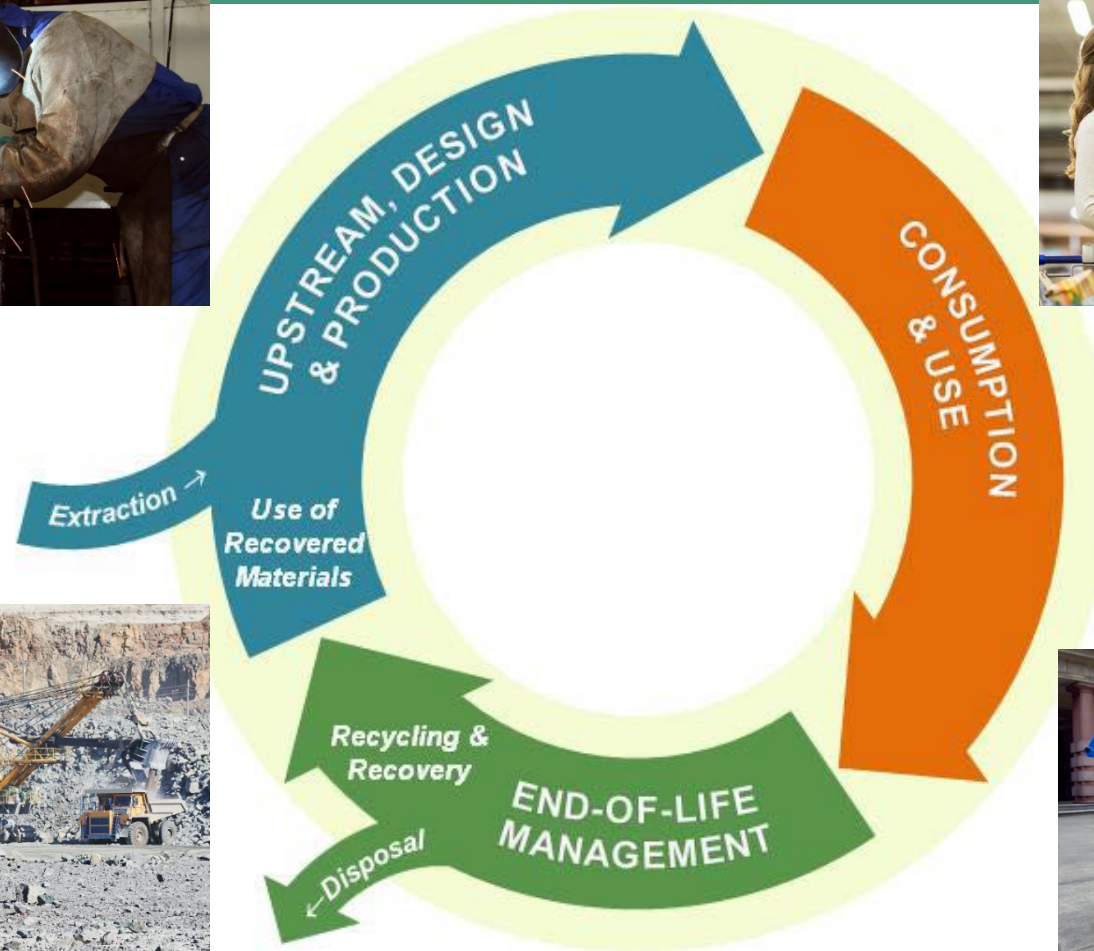 UPSTREAM, DESIGN
& PRODUCTION
CONSUMPTION
& USE
Extraction →
Use of
Recovered
Materials
Recycling &
Recovery
END-OF-LIFE
MANAGEMENT
←Disposal